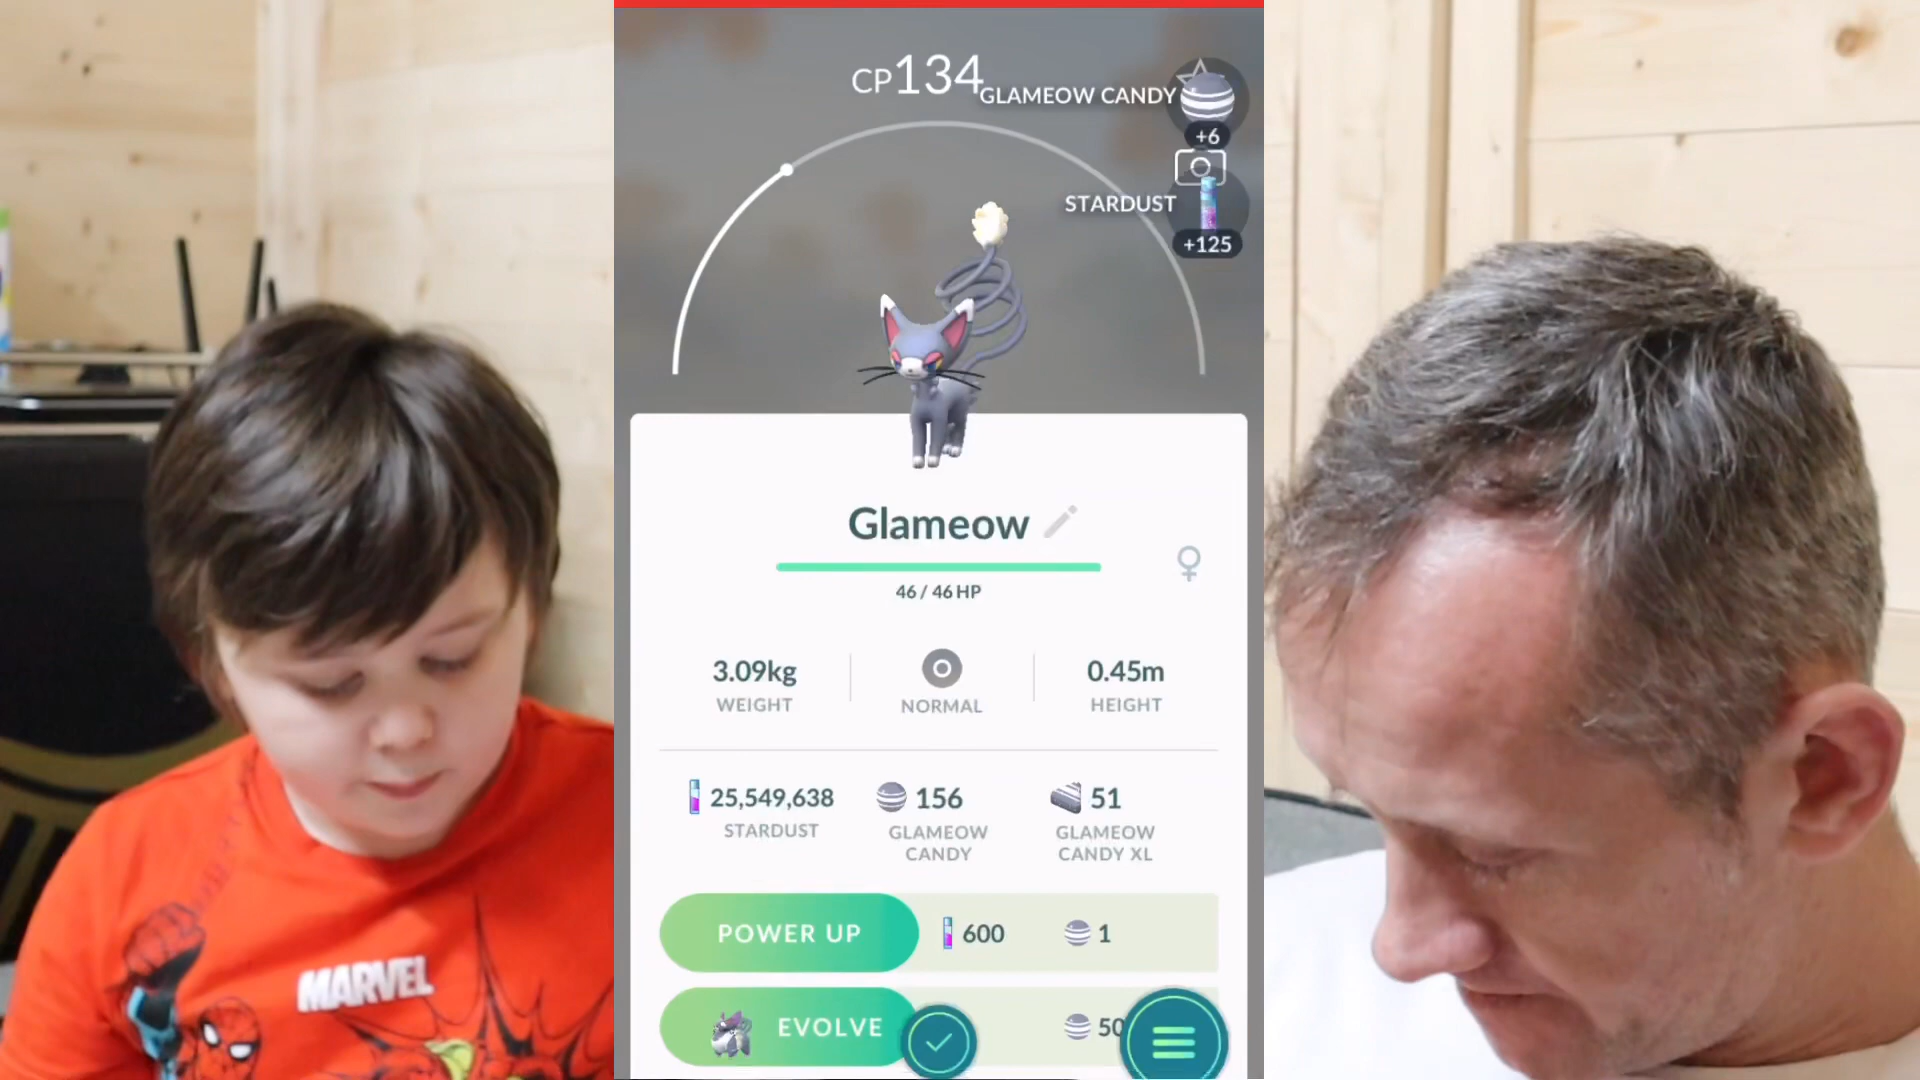 CP134
GLAMEOW CANDY
+6
STARDUST
+125
Glameow
46 / 46 HP
3.09kg
WEIGHT
NORMAL
0.45m
HEIGHT
25,549,638
STARDUST
156
GLAMEOW
CANDY
51
GLAMEOW
CANDY XL
POWER UP
600
1
EVOLVE
50
MARVEL